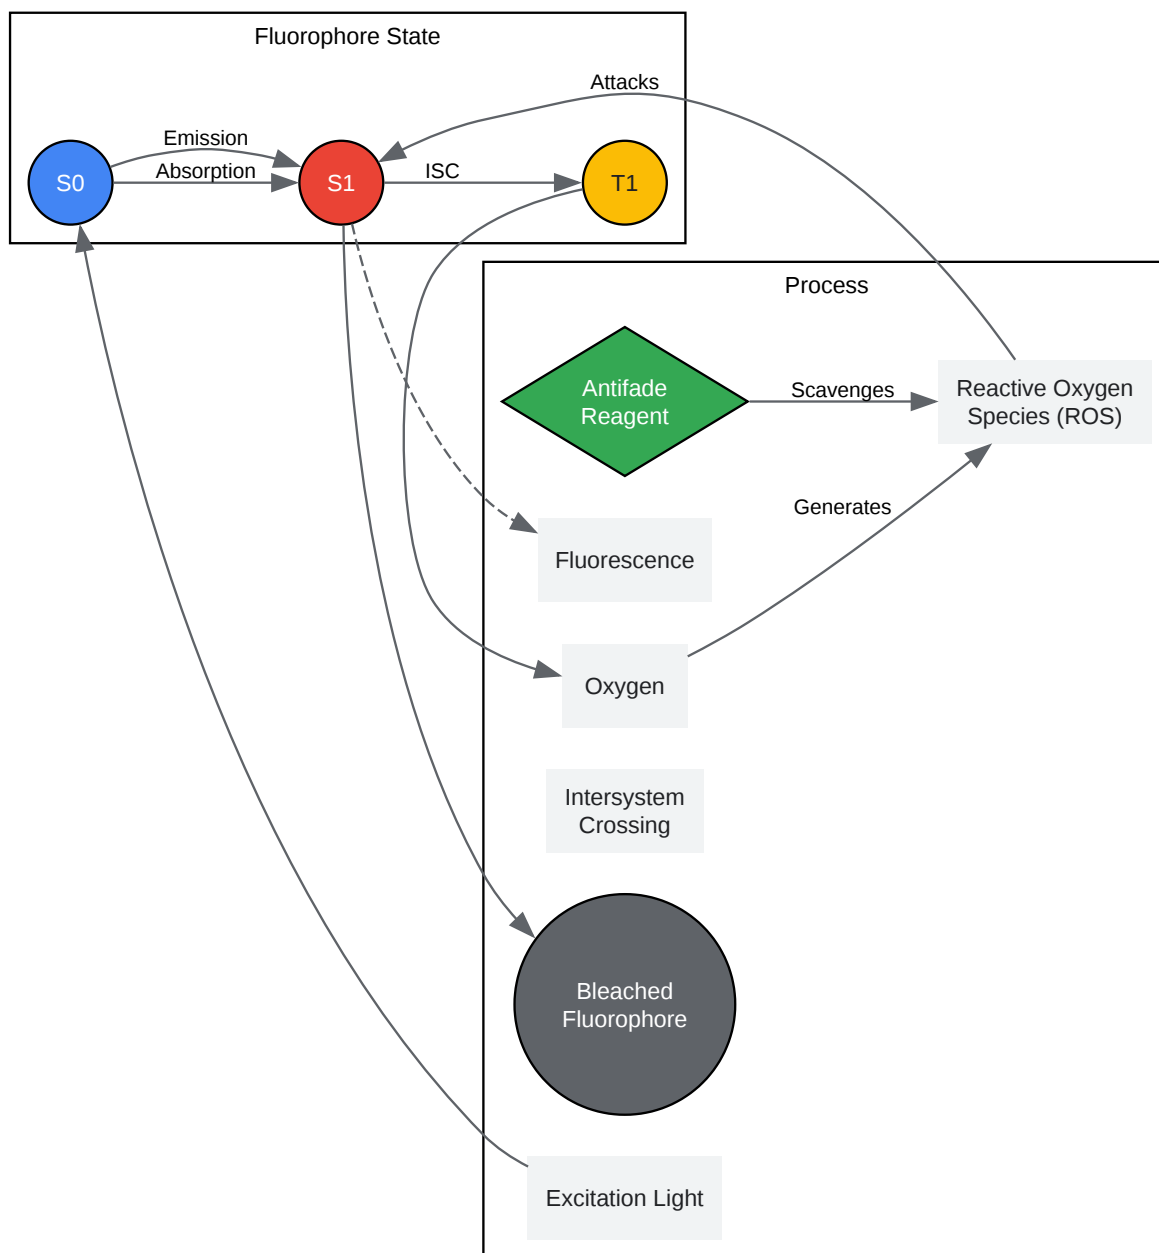 Fluorophore State
Attacks
Emission
Absorption
ISC
S0
S1
T1
Process
Antifade
Reagent
Scavenges
Reactive Oxygen
Species (ROS)
Generates
Fluorescence
Oxygen
Intersystem
Crossing
Bleached
Fluorophore
Excitation Light